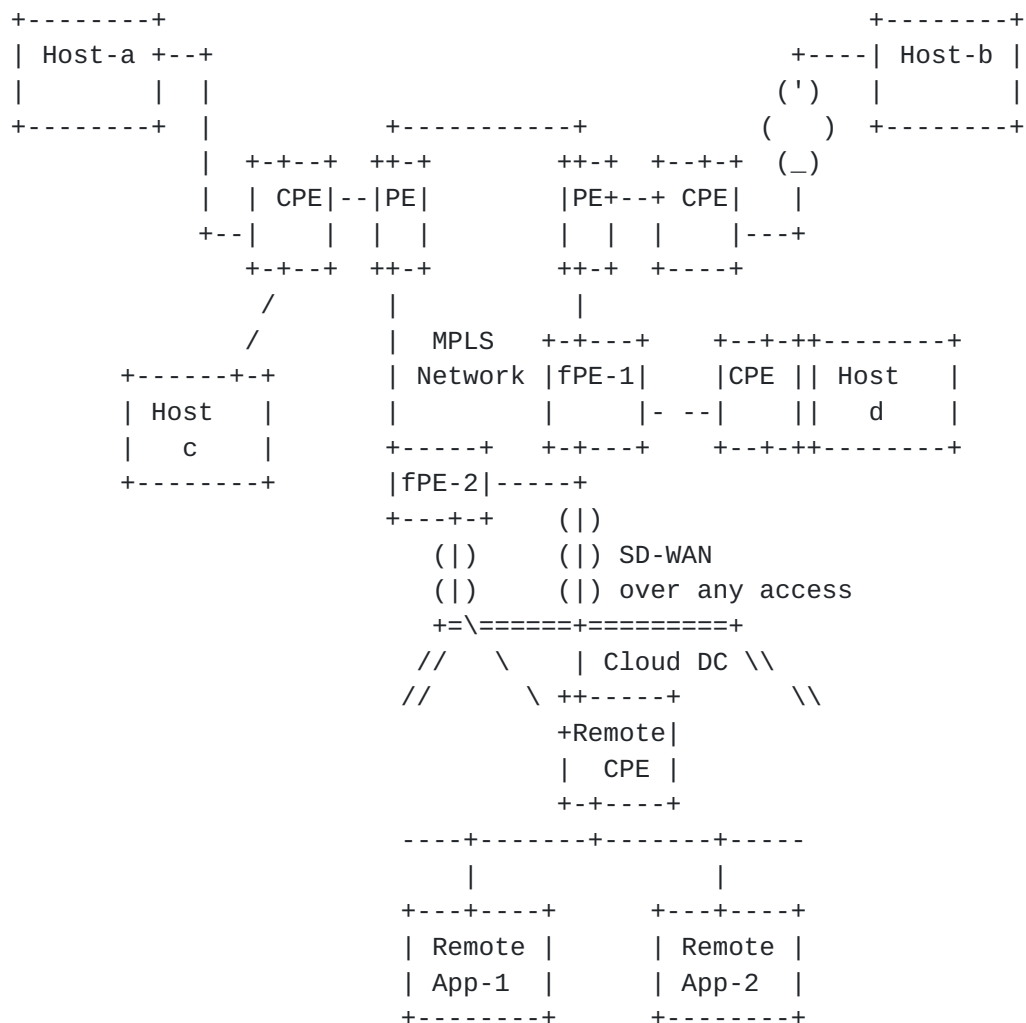 +--------+                                              +--------+
| Host-a +--+                                     +----| Host-b |
|         |  |                                    (')   |        |
+--------+  |           +-----------+           (   )  +--------+
            |  +-+--+  ++-+        ++-+  +--+-+  (_)
            |  | CPE|--|PE|        |PE+--+ CPE|   |
            +--|    |  |  |        |  |  |    |---+
               +-+--+  ++-+        ++-+  +----+
                /       |           |
               /        |  MPLS   +-+---+    +--+-++--------+
       +------+-+       | Network |fPE-1|    |CPE || Host   |
       | Host   |       |         |     |- --|    ||   d    |
       |   c    |       +-----+   +-+---+    +--+-++--------+
       +--------+       |fPE-2|-----+
                        +---+-+    (|)
                           (|)     (|) SD-WAN
                           (|)     (|) over any access
                           +=\======+=========+
                          //   \    | Cloud DC \\
                         //      \ ++-----+       \\
                                   +Remote|
                                   |  CPE |
                                   +-+----+
                         ----+-------+-------+-----
                             |               |
                         +---+----+      +---+----+
                         | Remote |      | Remote |
                         | App-1  |      | App-2  |
                         +--------+      +--------+